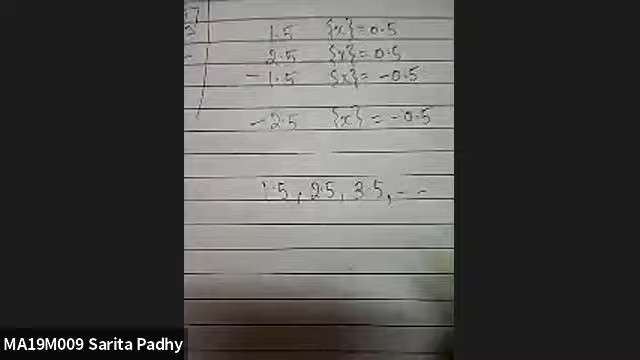 1.5 {x} = 0.5
2.5 {x} = 0.5
-1.5 {x} = -0.5
-2.5 {x} = -0.5
1.5, 2.5, 3.5, - -
MA19M009 Sarita Padhy